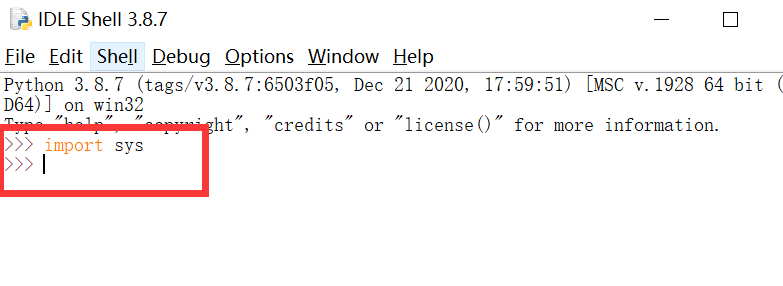 IDLE Shell 3.8.7
File Edit Shell Debug Options Window Help
Python 3.8.7 (tags/v3.8.7:6503f05, Dec 21 2020, 17:59:51) [MSC v.1928 64 bit (
D64)] on win32
Type "help", "copyright", "credits" or "license()" for more information.
>>> import sys
>>>